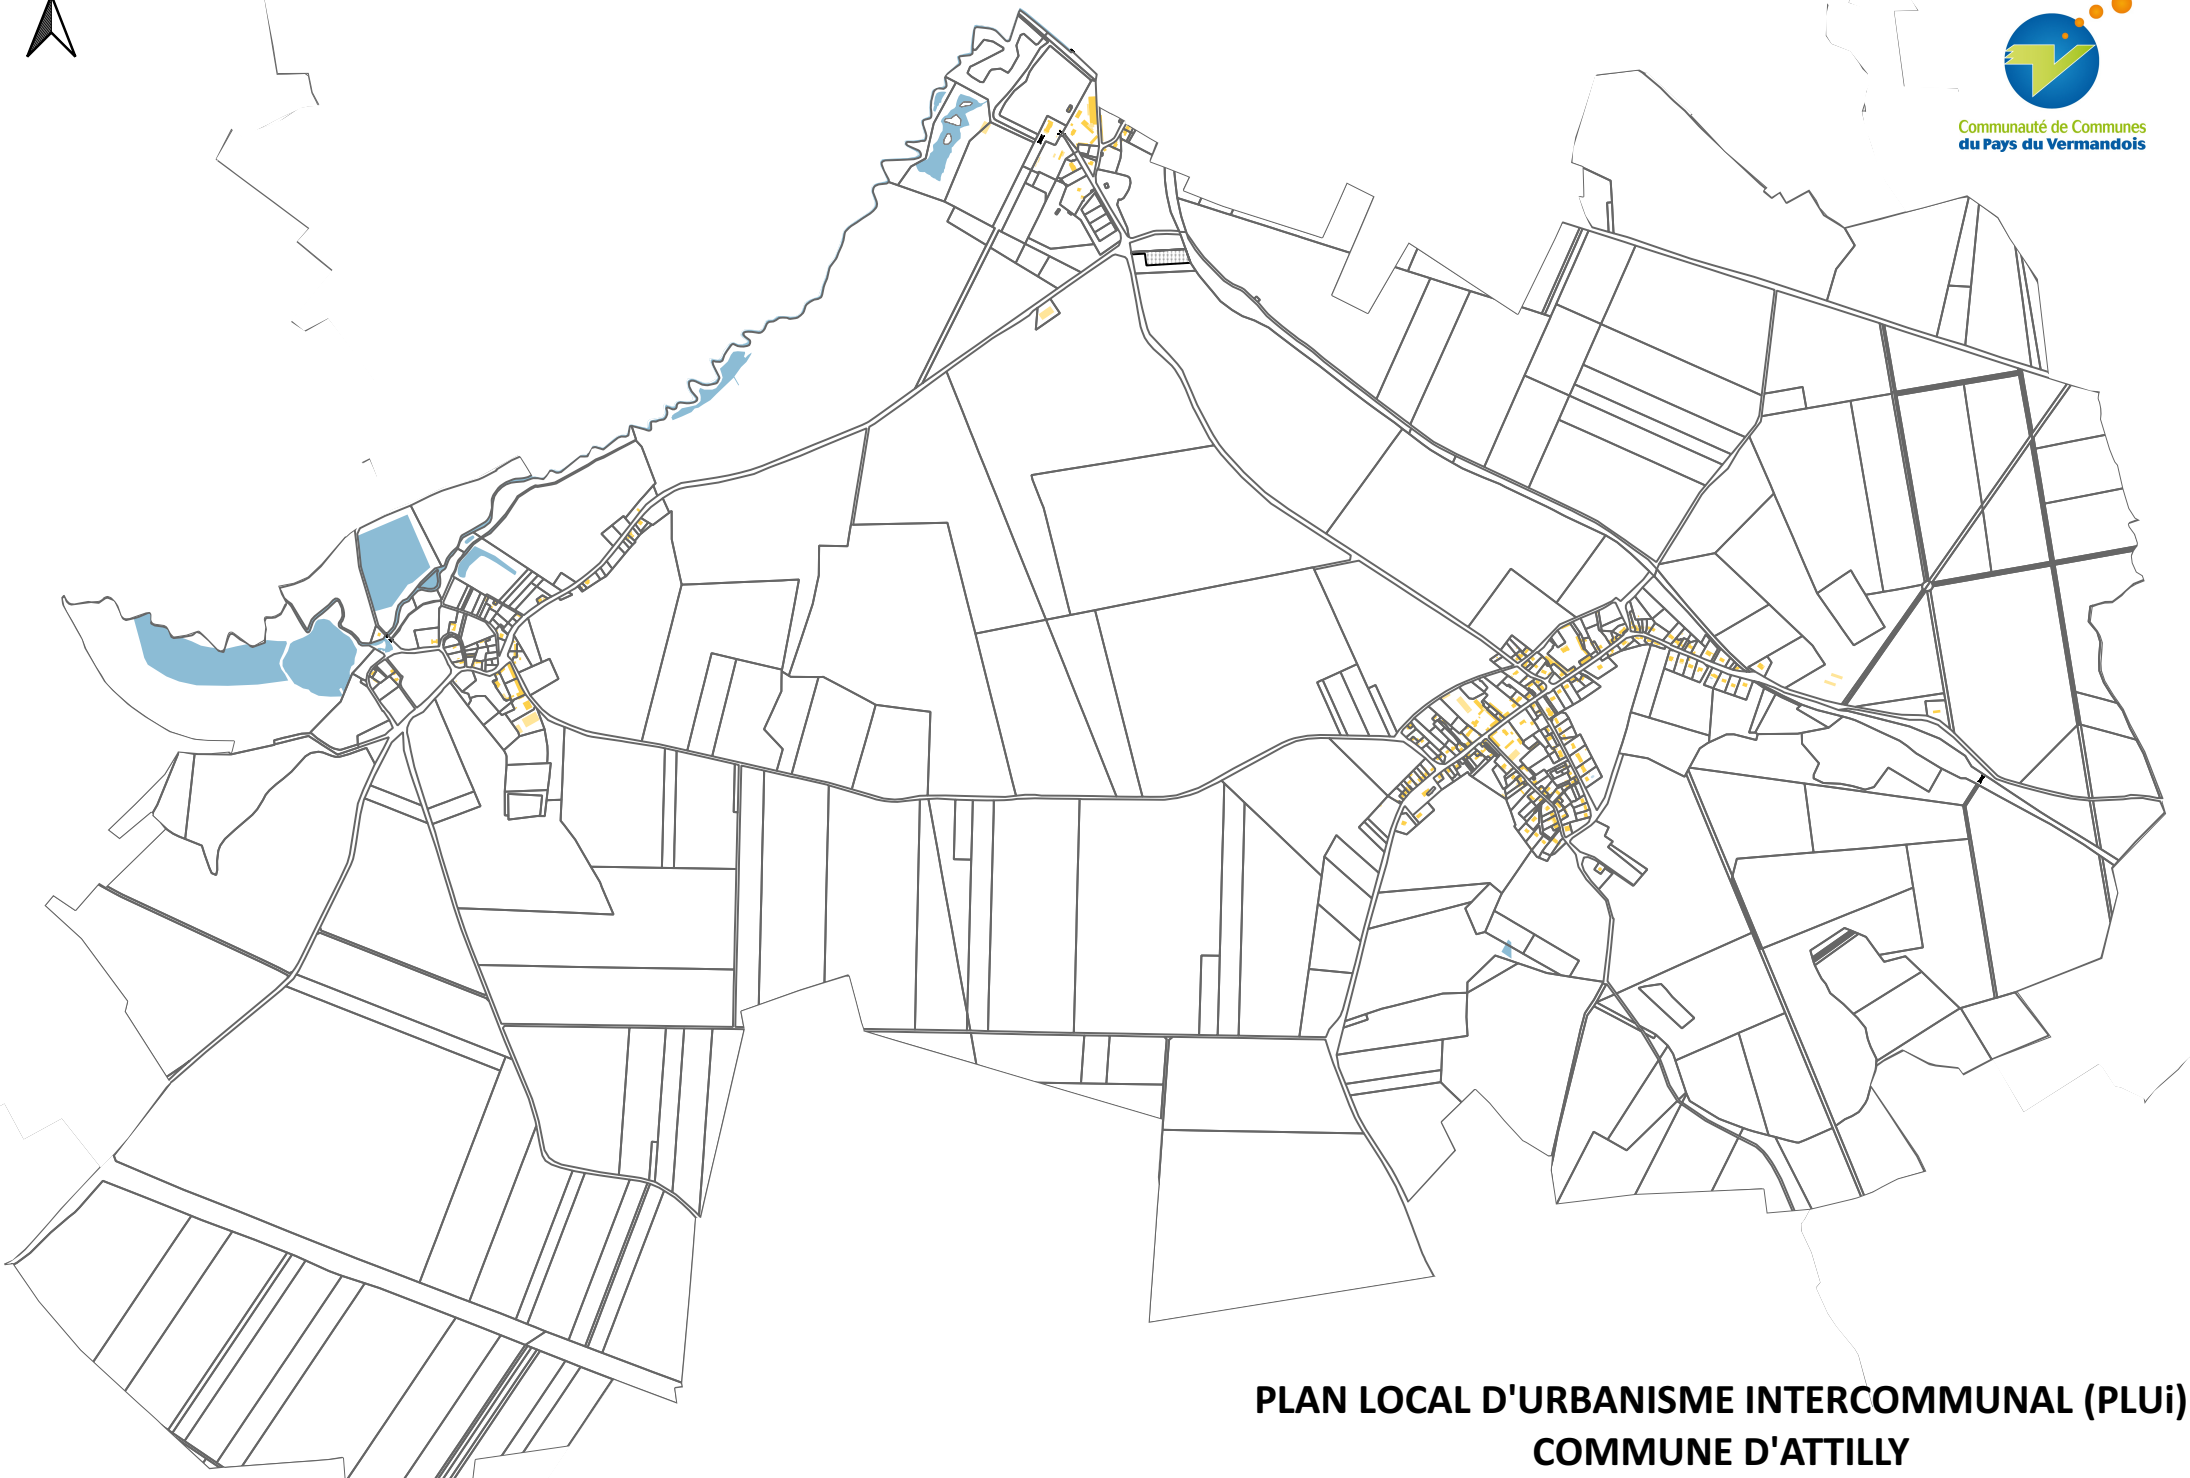 Communauté de Communes
du Pays du Vermandois
PLAN LOCAL D'URBANISME INTERCOMMUNAL (PLUi)
COMMUNE D'ATTILLY